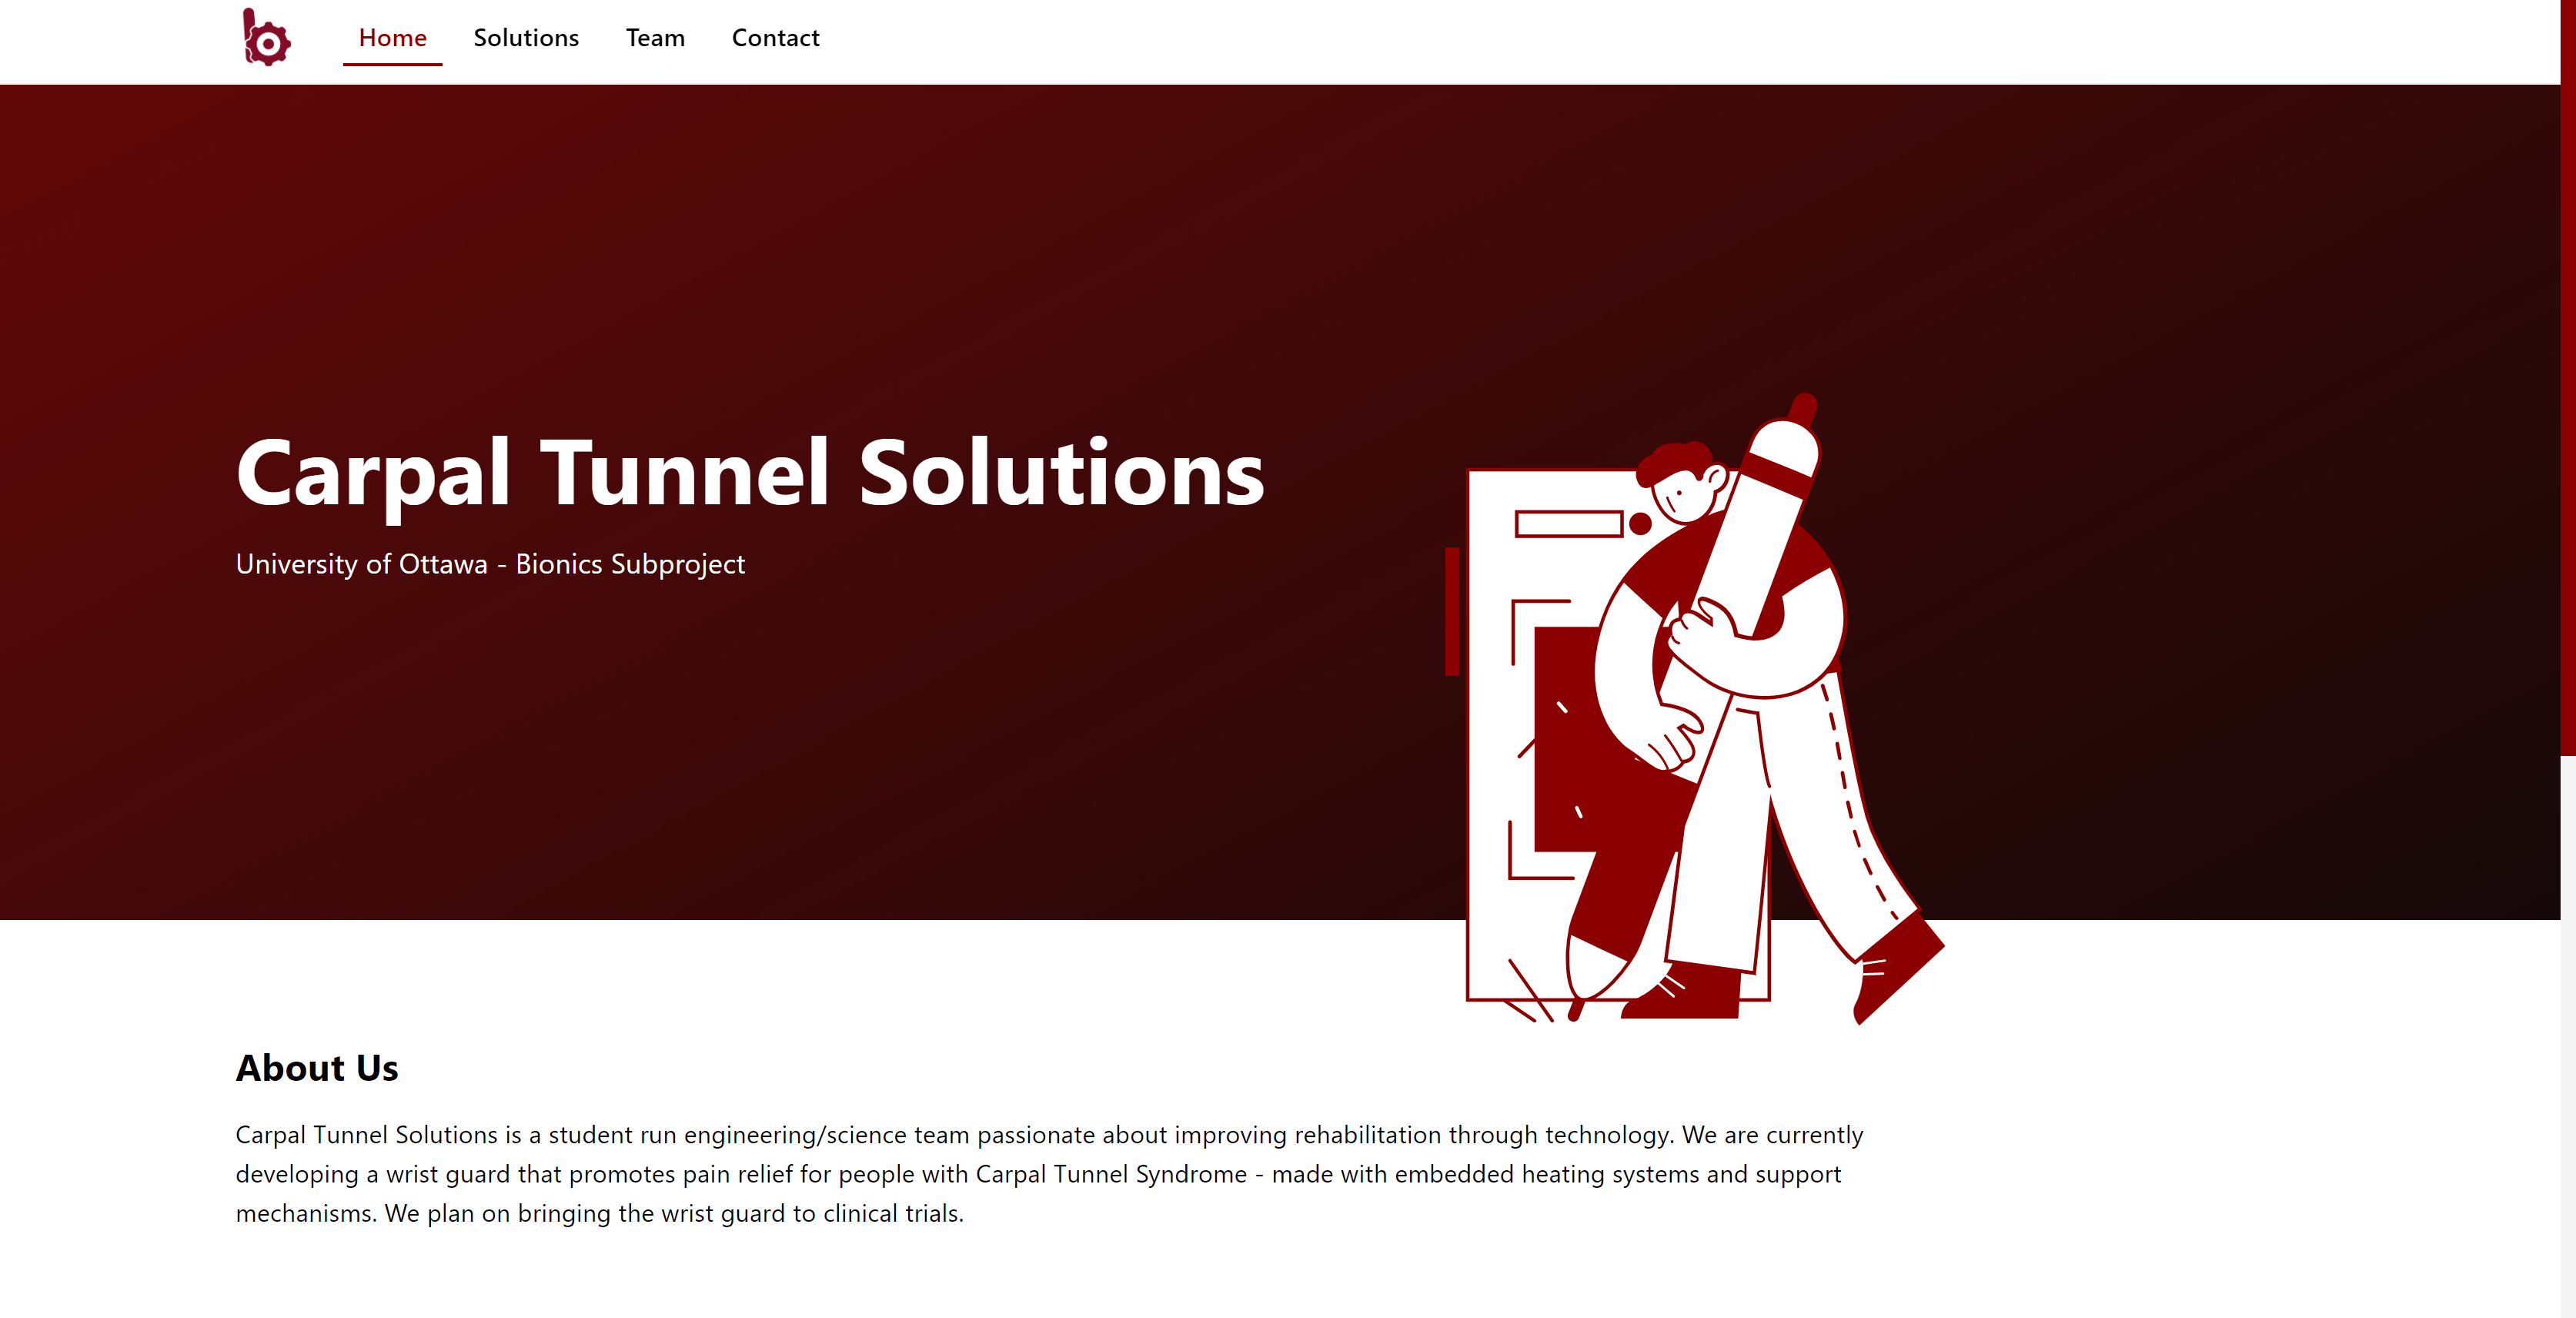 Home Solutions Team Contact
Carpal Tunnel Solutions
University of Ottawa - Bionics Subproject
About Us
Carpal Tunnel Solutions is a student run engineering/science team passionate about improving rehabilitation through technology. We are currently
developing a wrist guard that promotes pain relief for people with Carpal Tunnel Syndrome - made with embedded heating systems and support
mechanisms. We plan on bringing the wrist guard to clinical trials.